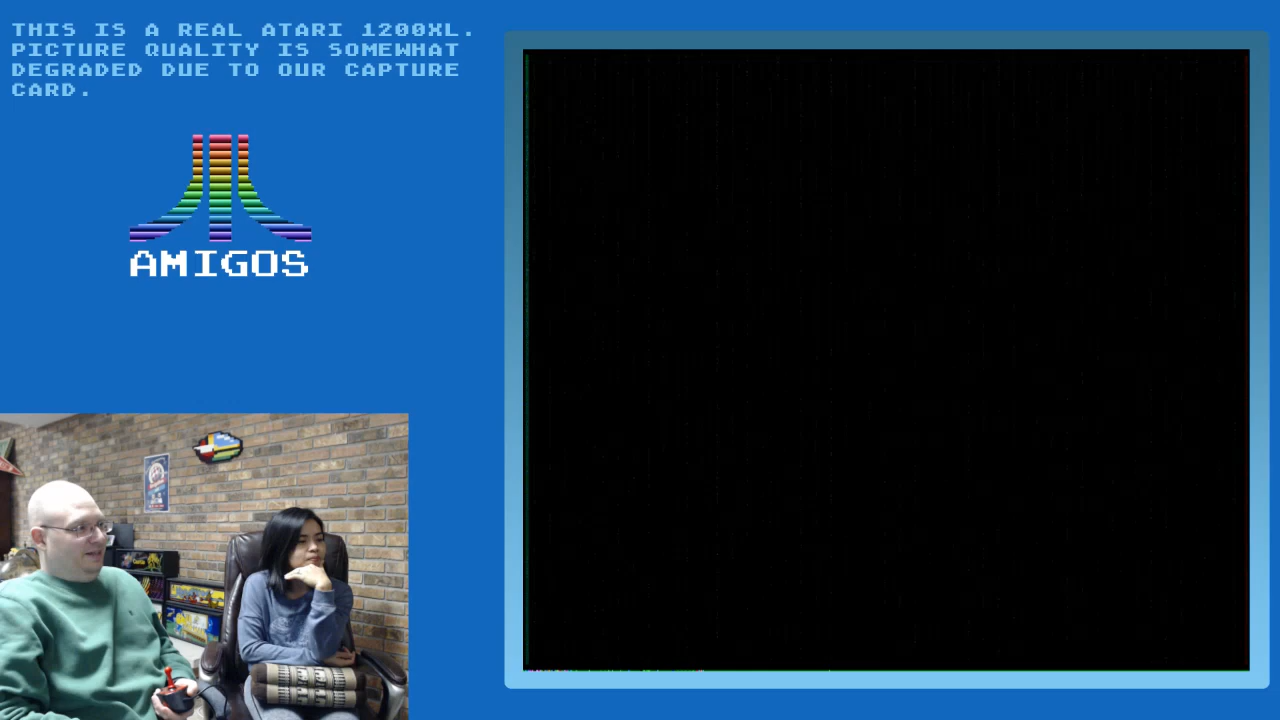 THIS IS A REAL ATARI 1200XL.
PICTURE QUALITY IS SOMEWHAT
DEGRADED DUE TO OUR CAPTURE
CARD.
AMIGOS